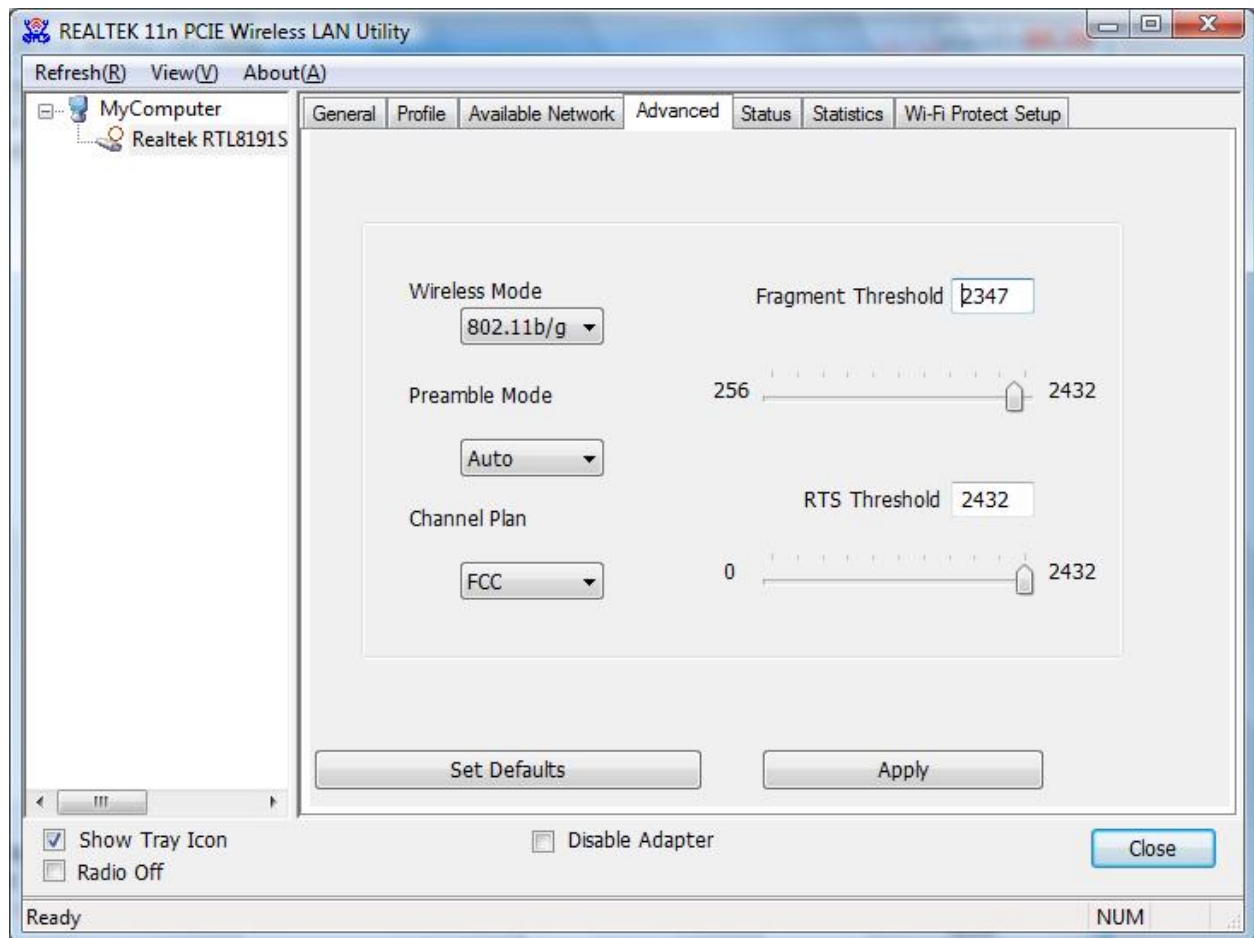 REALTEK 11n PCIE Wireless LAN Utility
Refresh(R) View(V) About(A)
MyComputer
Realtek RTL8191S
General Profile Available Network Advanced Status Statistics Wi-Fi Protect Setup
Wireless Mode
802.11b/g
Fragment Threshold 2347
256 2432
Preamble Mode
Auto
RTS Threshold 2432
0 2432
Channel Plan
FCC
Set Defaults Apply
Show Tray Icon
Radio Off
Disable Adapter
Close
Ready NUM